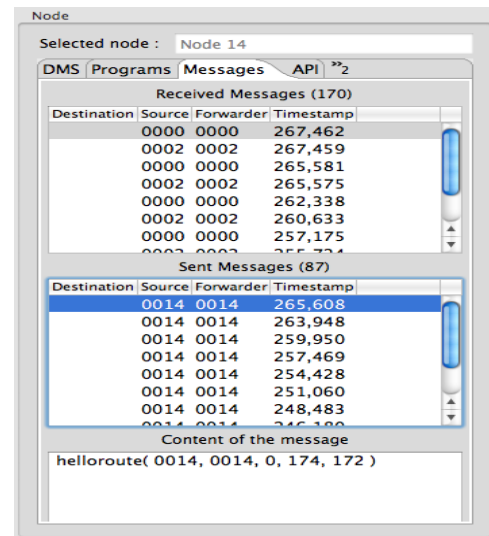 Node
Selected node : Node 14
DMS Programs Messages API »2
Received Messages (170)
Destination Source Forwarder Timestamp
0000 0000 267,462
0002 0002 267,459
0000 0000 265,581
0002 0002 265,575
0000 0000 262,338
0002 0002 260,633
0000 0000 257,175
Sent Messages (87)
Destination Source Forwarder Timestamp
0014 0014 265,608
0014 0014 263,948
0014 0014 259,950
0014 0014 257,469
0014 0014 254,428
0014 0014 251,060
0014 0014 248,483
Content of the message
helloroute( 0014, 0014, 0, 174, 172 )